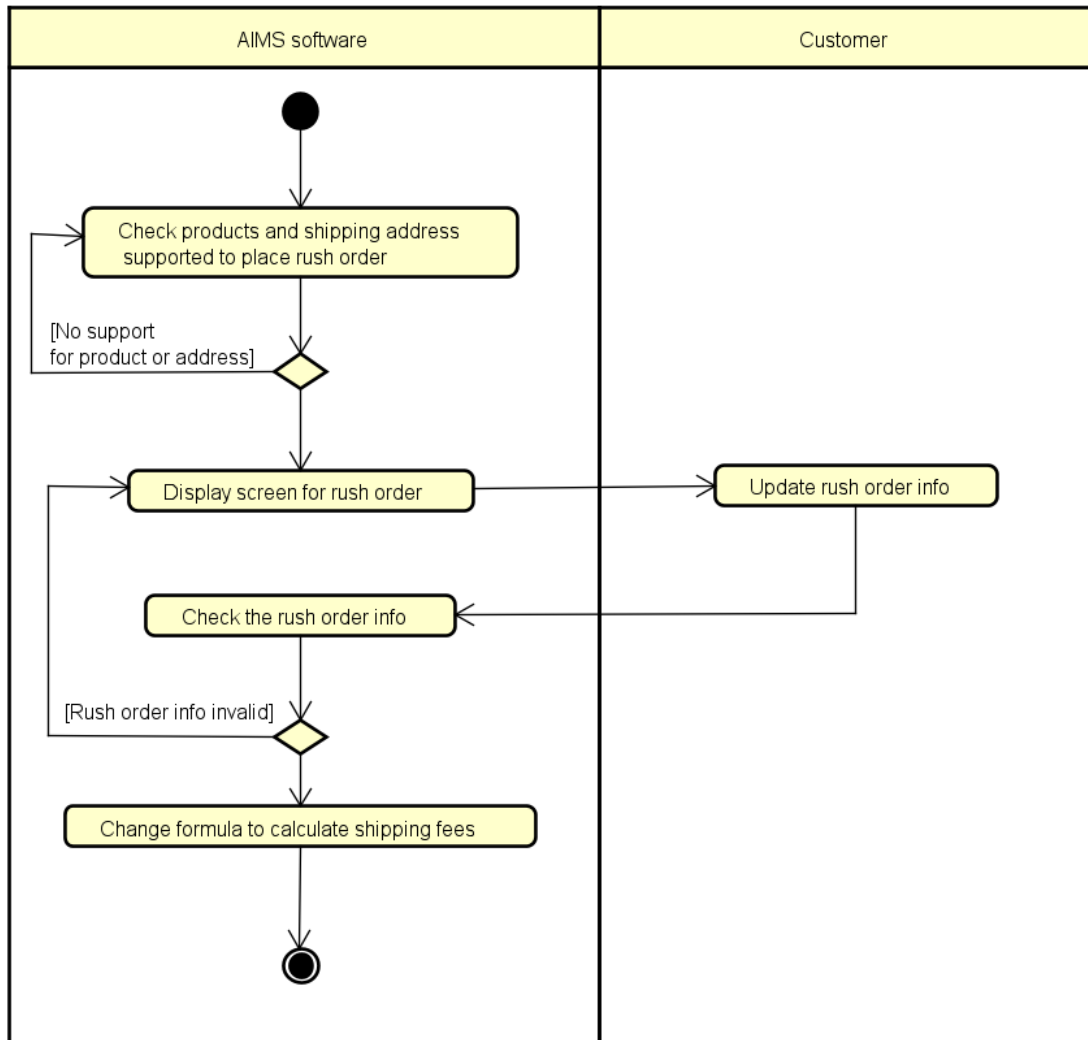 AIMS software
Customer
Check products and shipping address
supported to place rush order
[No support
for product or address]
Display screen for rush order
Update rush order info
Check the rush order info
[Rush order info invalid]
Change formula to calculate shipping fees